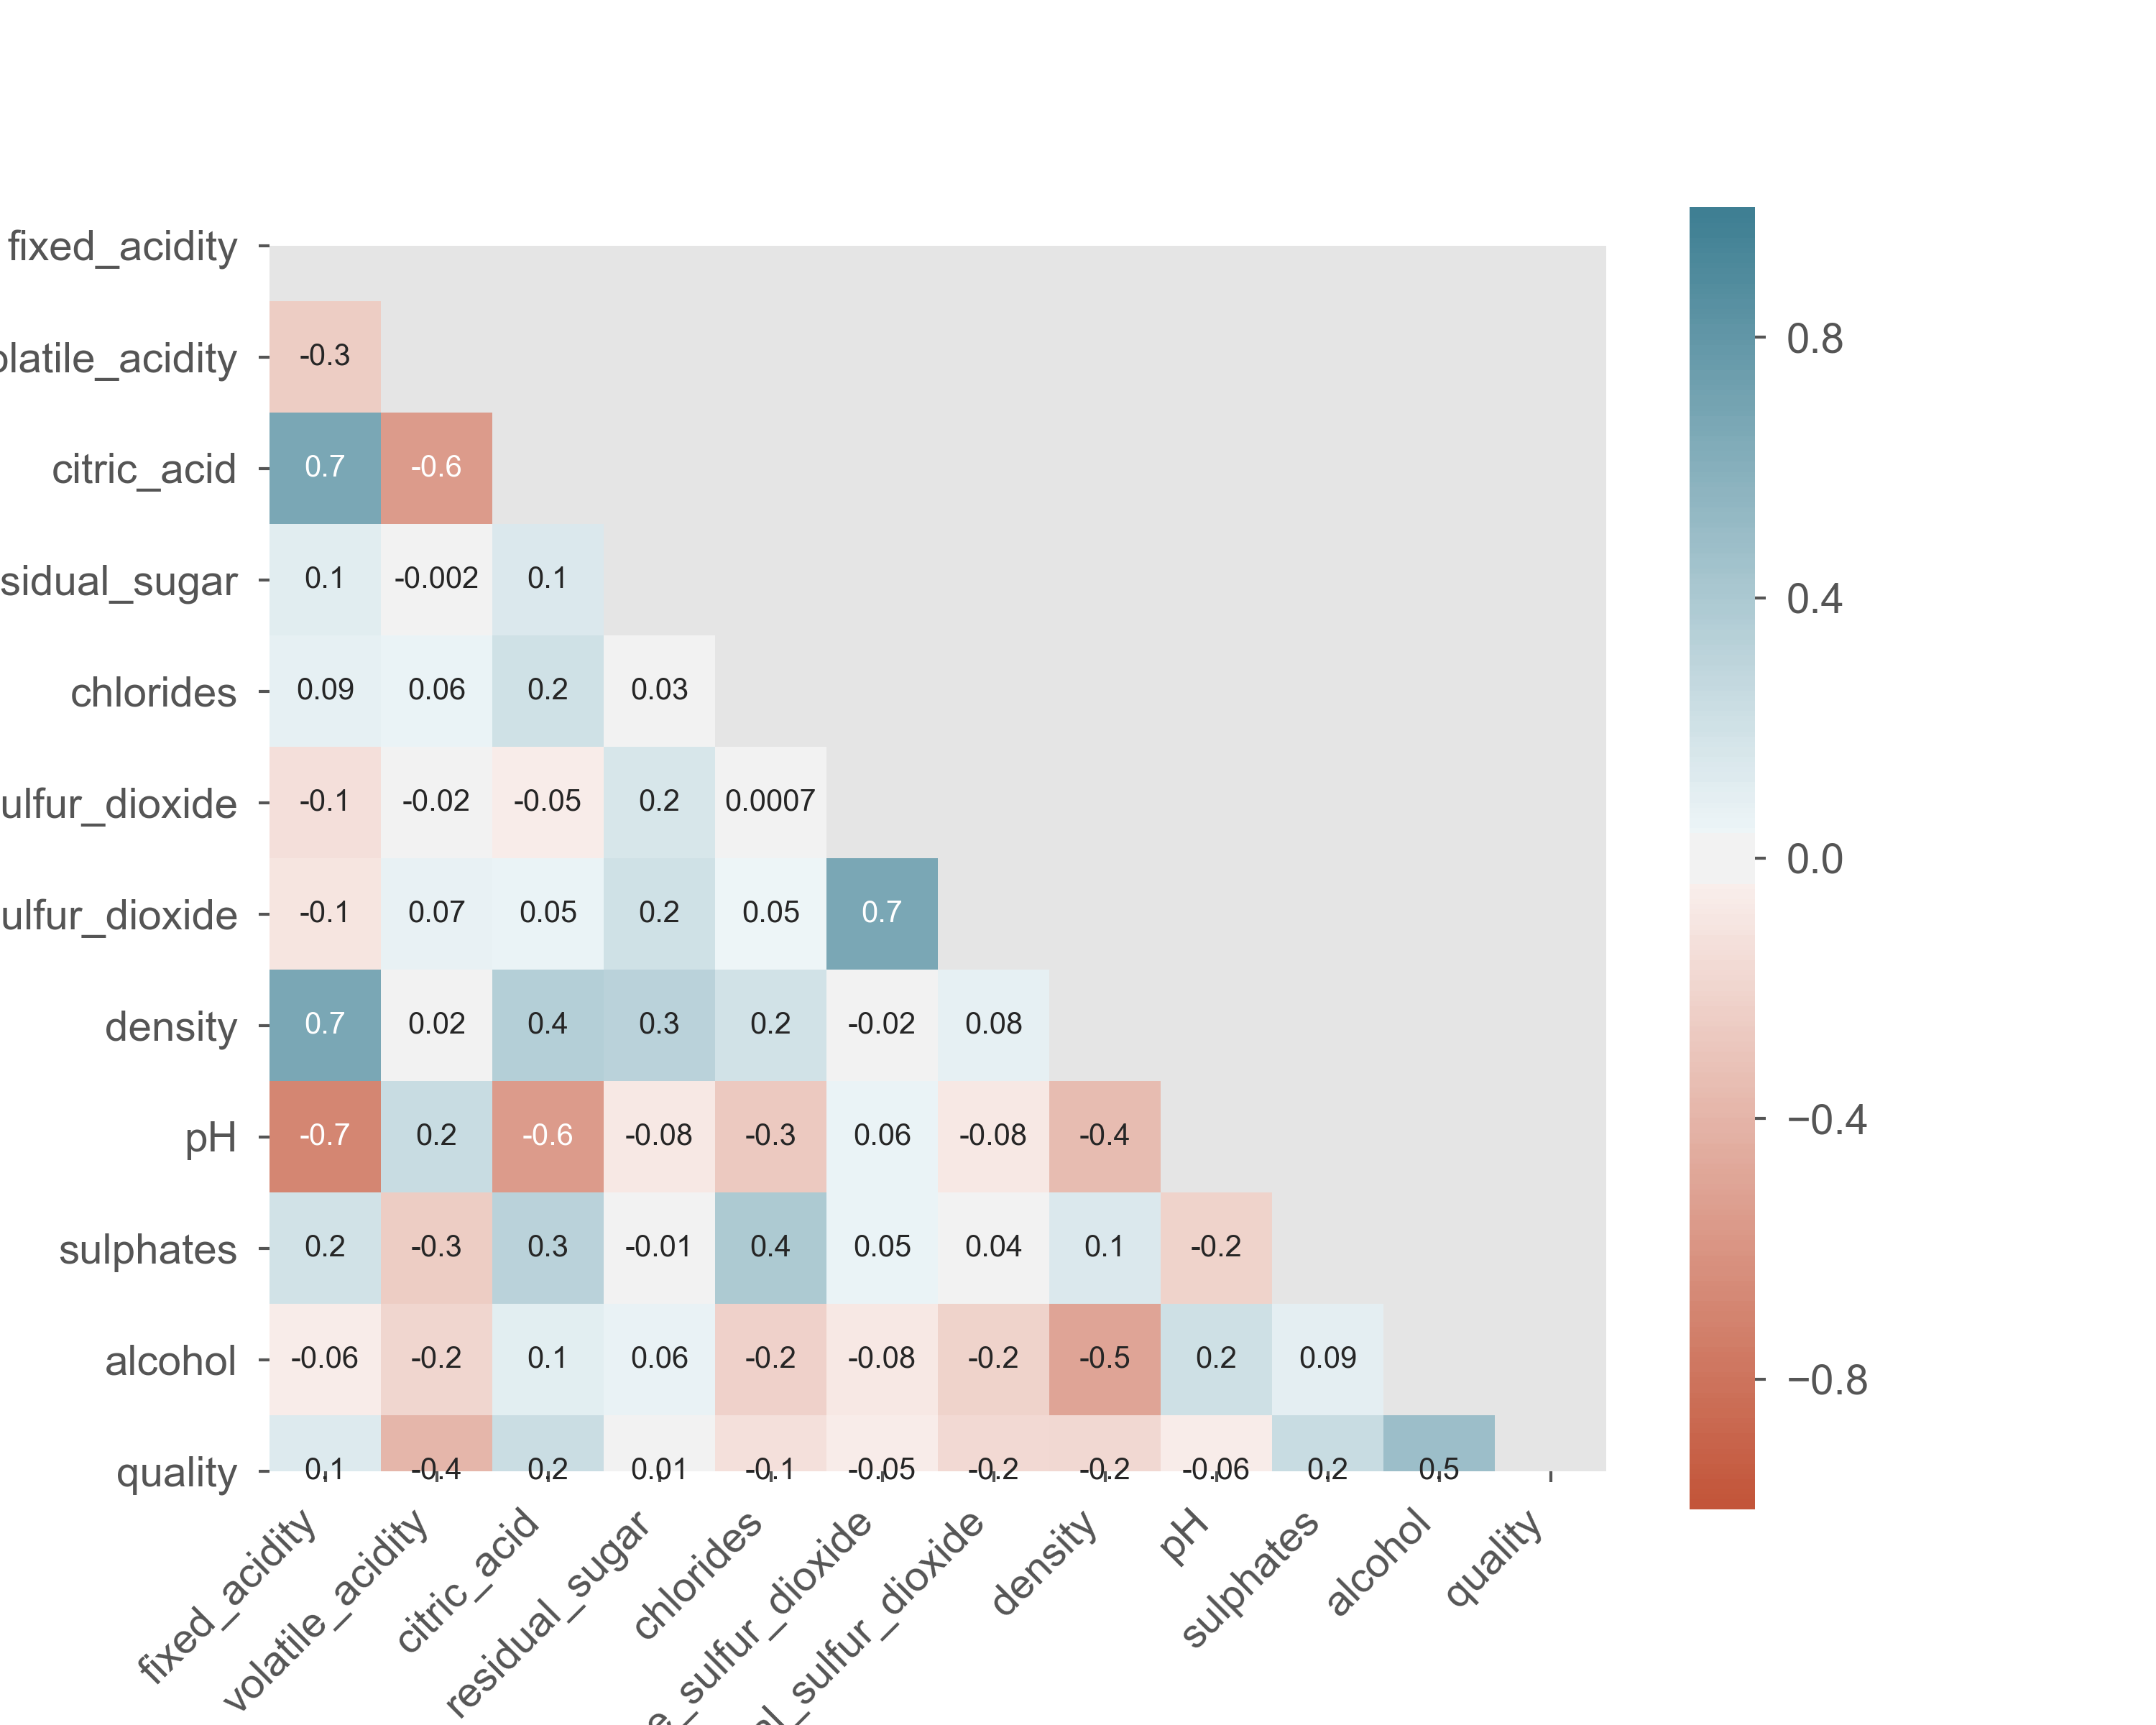 fixed_acidity
olatile_acidity -0.3
citric_acid 0.7 -0.6
sidual_sugar 0.1 -0.002 0.1
chlorides 0.09 0.06 0.2 0.03
ulfur_dioxide -0.1 -0.02 -0.05 0.2 0.0007
ulfur_dioxide -0.1 0.07 0.05 0.2 0.05 0.7
density 0.7 0.02 0.4 0.3 0.2 -0.02 0.08
pH -0.7 0.2 -0.6 -0.08 -0.3 0.06 -0.08 -0.4
sulphates 0.2 -0.3 0.3 -0.01 0.4 0.05 0.04 0.1 -0.2
alcohol -0.06 -0.2 0.1 0.06 -0.2 -0.08 -0.2 -0.5 0.2 0.09
quality 0.1 -0.4 0.2 0.01 -0.1 -0.05 -0.2 -0.2 -0.06 0.2 0.5
fixed_acidity
volatile_acidity
citric_acid
residual_sugar
chlorides
e_sulfur_dioxide
al_sulfur_dioxide
density
pH
sulphates
alcohol
quality
0.8
0.4
0.0
−0.4
−0.8